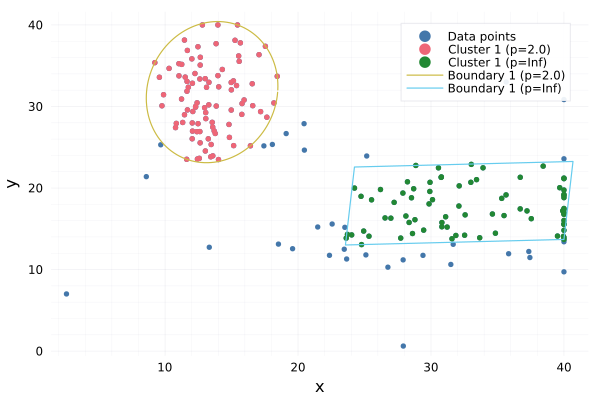 40
30
20
10
0
y
10
20
30
40
x
Data points
Cluster 1 (p=2.0)
Cluster 1 (p=Inf)
Boundary 1 (p=2.0)
Boundary 1 (p=Inf)